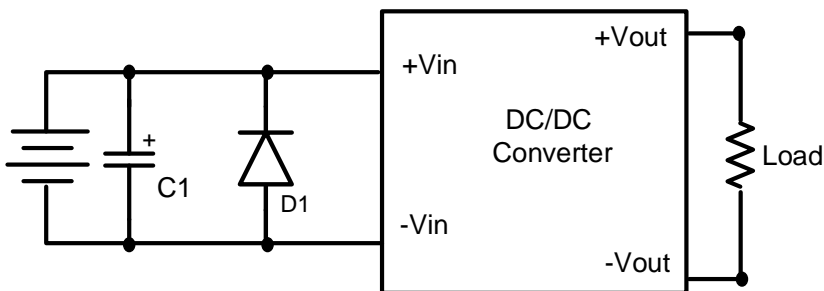 +Vout
+Vin
DC/DC
Converter
Load
+
C1
D1
-Vin
-Vout